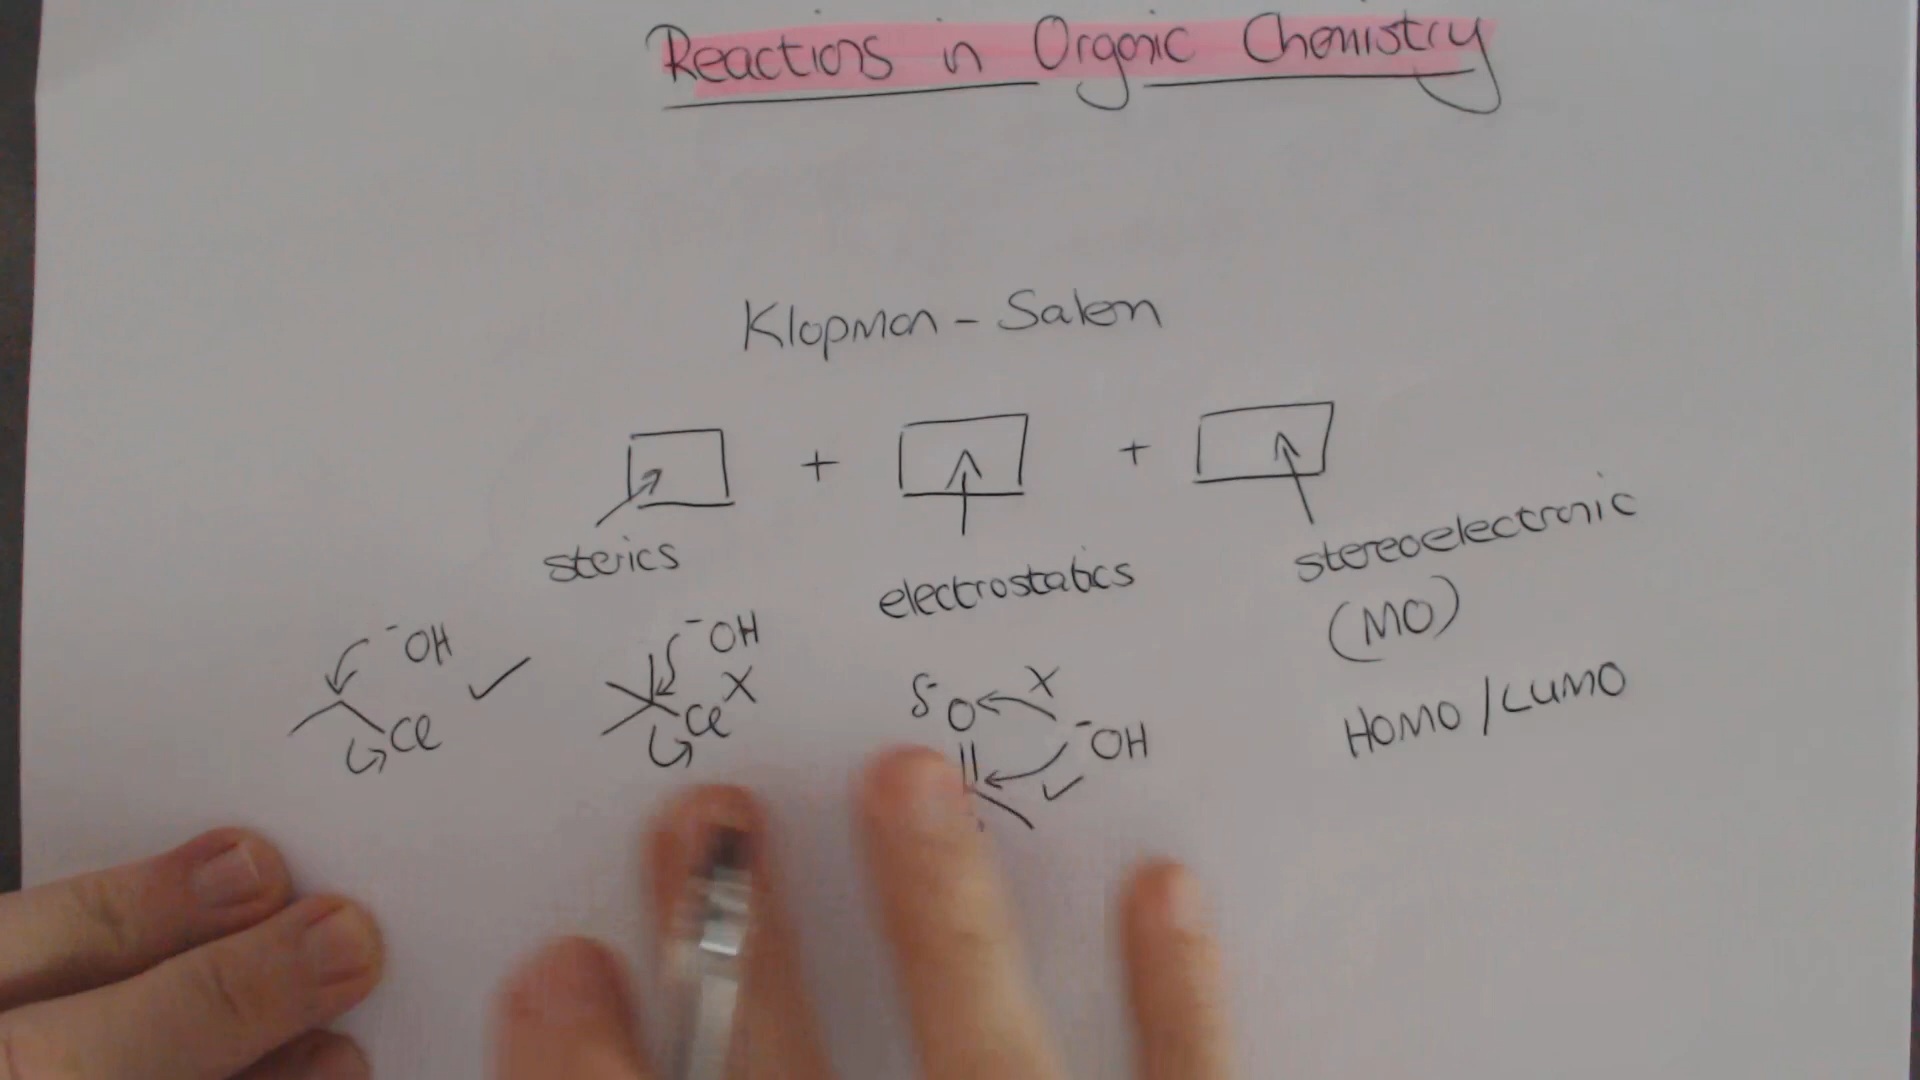 Reactions in Organic Chemistry
Klopman - Salem
+ +
sterics
electrostatics
stereoelectronic
(MO)
HOMO / LUMO
-OH
Cl
-OH
X
Cl
δ- O
X
-OH